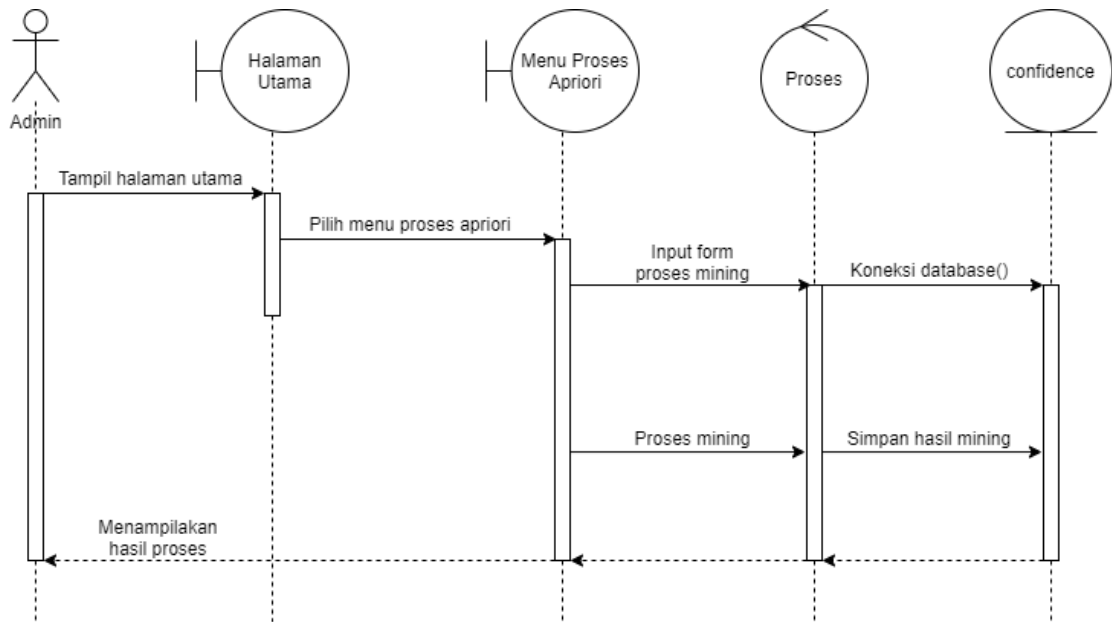 Halaman
Utama
Menu Proses
Apriori
Proses
confidence
Admin
Tampil halaman utama
Pilih menu proses apriori
Input form
proses mining
Koneksi database()
Proses mining
Simpan hasil mining
Menampilakan
hasil proses